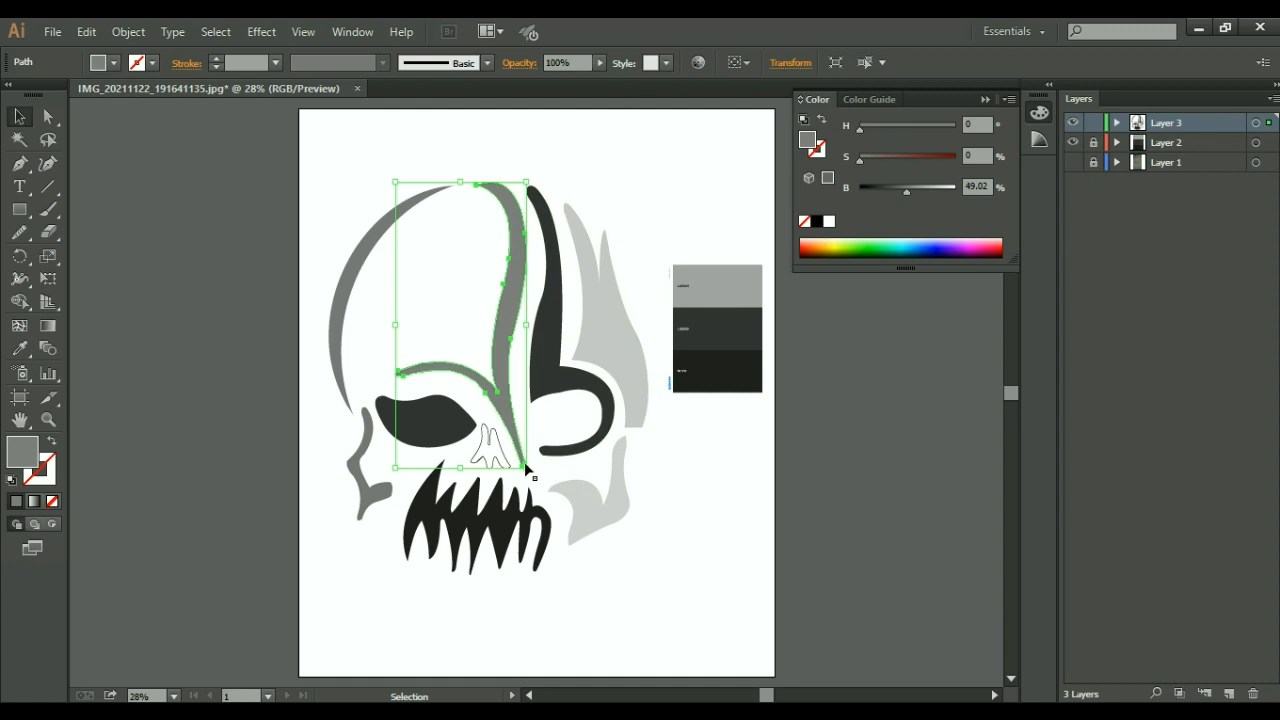 Ai File Edit Object Type Select Effect View Window Help Br Essentials
Path Stroke: Basic Opacity: 100% Style: Transform
IMG_20211122_191641135.jpg* @ 28% (RGB/Preview) ×
Color Color Guide
H 0 °
S 0 %
B 49.02 %
Layers
Layer 3
Layer 2
Layer 1
28% 1 Selection
3 Layers